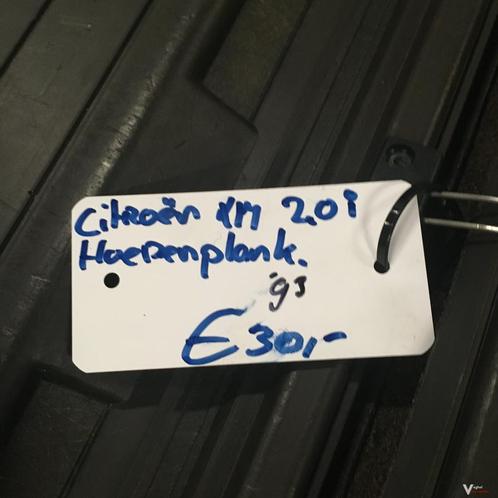 Citroën XM 2.0i
Hoedenplank.
'93
€30,-